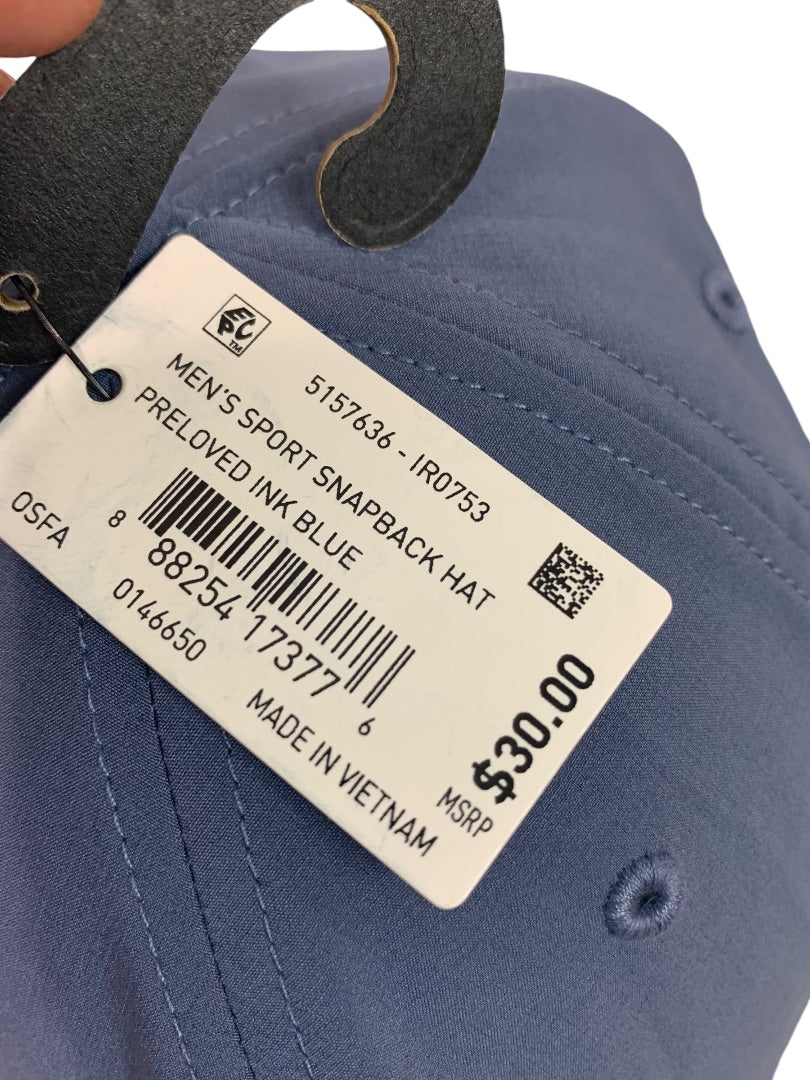 EPC
TM
5157636 - IR0753
MEN'S SPORT SNAPBACK HAT
PRELOVED INK BLUE
OSFA
8 88254 17377 6
0146650
MADE IN VIETNAM
MSRP
$30.00